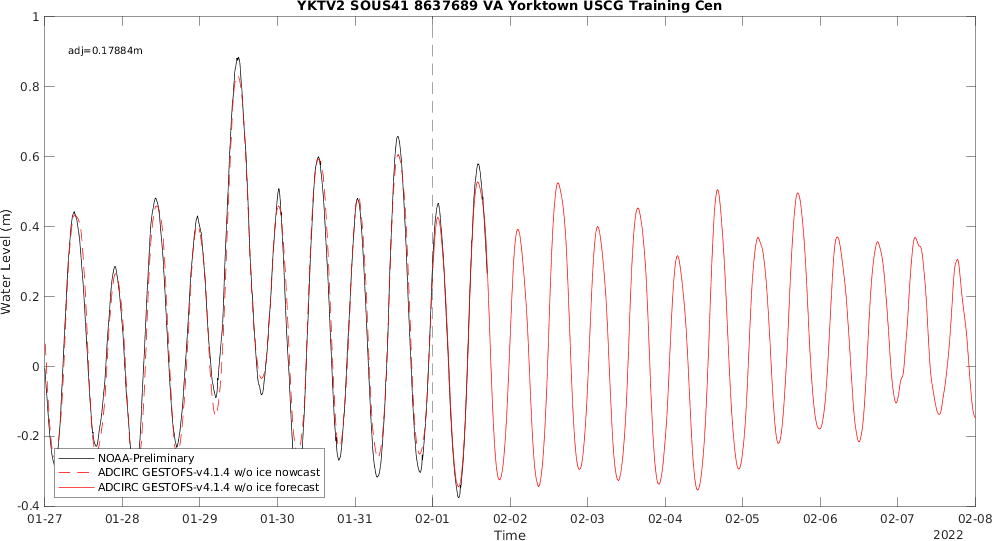 YKTV2 SOUS41 8637689 VA Yorktown USCG Training Cen
adj=0.17884m
1
0.8
0.6
0.4
0.2
0
-0.2
-0.4
Water Level (m)
NOAA-Preliminary
ADCIRC GESTOFS-v4.1.4 w/o ice nowcast
ADCIRC GESTOFS-v4.1.4 w/o ice forecast
01-27 01-28 01-29 01-30 01-31 02-01 02-02 02-03 02-04 02-05 02-06 02-07 02-08
Time
2022